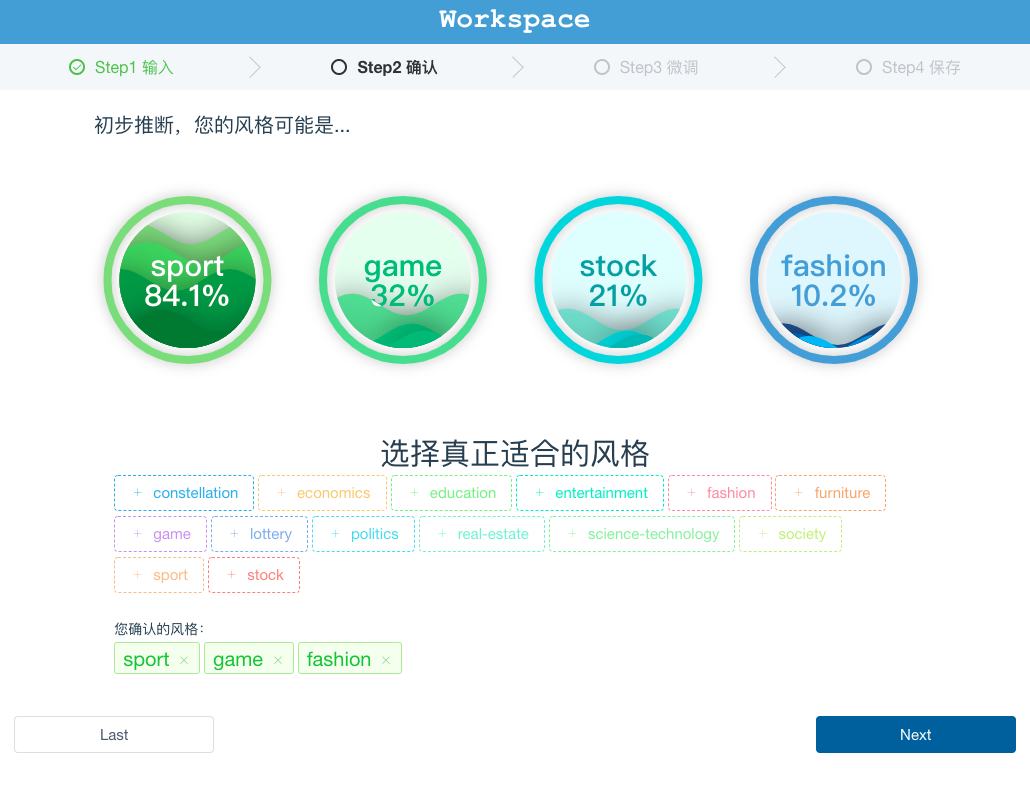 Workspace
Step1 输入 Step2 确认 Step3 微调 Step4 保存
初步推断，您的风格可能是...
sport game stock fashion
84.1% 32% 21% 10.2%
选择真正适合的风格
+ constellation + economics + education + entertainment + fashion + furniture
+ game + lottery + politics + real-estate + science-technology + society
+ sport + stock
您确认的风格：
sport × game × fashion ×
Last Next